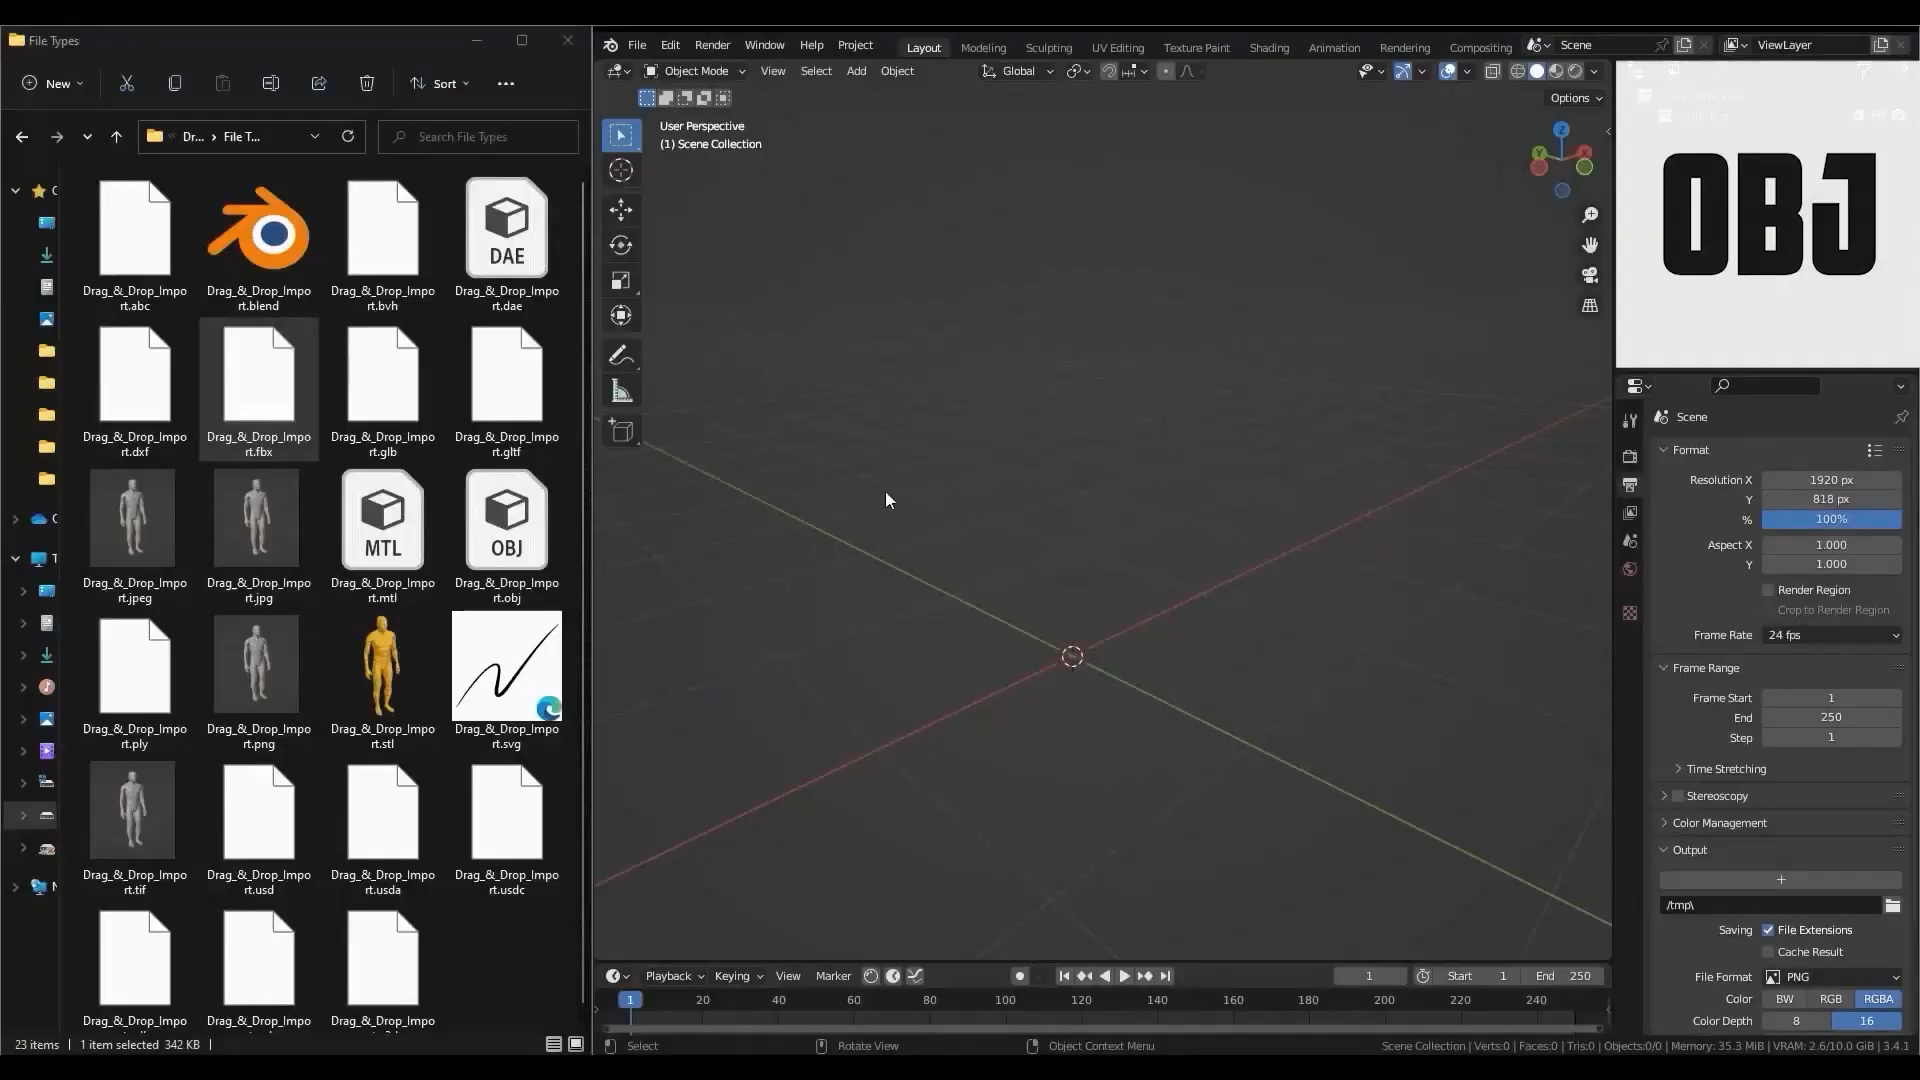 File Types
New
Sort
Dr... › File T...
Search File Types
Drag_&_Drop_Impo
rt.abc
Drag_&_Drop_Impo
rt.blend
Drag_&_Drop_Impo
rt.bvh
DAE
Drag_&_Drop_Impo
rt.dae
Drag_&_Drop_Impo
rt.dxf
Drag_&_Drop_Impo
rt.fbx
Drag_&_Drop_Impo
rt.glb
Drag_&_Drop_Impo
rt.gltf
Drag_&_Drop_Impo
rt.jpeg
Drag_&_Drop_Impo
rt.jpg
MTL
Drag_&_Drop_Impo
rt.mtl
OBJ
Drag_&_Drop_Impo
rt.obj
Drag_&_Drop_Impo
rt.ply
Drag_&_Drop_Impo
rt.png
Drag_&_Drop_Impo
rt.stl
Drag_&_Drop_Impo
rt.svg
Drag_&_Drop_Impo
rt.tif
Drag_&_Drop_Impo
rt.usd
Drag_&_Drop_Impo
rt.usda
Drag_&_Drop_Impo
rt.usdc
Drag_&_Drop_Impo
Drag_&_Drop_Impo
Drag_&_Drop_Impo
23 items | 1 item selected 342 KB |
File Edit Render Window Help Project
Layout Modeling Sculpting UV Editing Texture Paint Shading Animation Rendering Compositing
Scene
ViewLayer
Object Mode View Select Add Object
Global
Options
User Perspective
(1) Scene Collection
Z
Y
X
OBJ
Scene
Format
Resolution X 1920 px
Y 818 px
% 100%
Aspect X 1.000
Y 1.000
Render Region
Crop to Render Region
Frame Rate 24 fps
Frame Range
Frame Start 1
End 250
Step 1
Time Stretching
Stereoscopy
Color Management
Output
/tmp\
Saving File Extensions
Cache Result
File Format PNG
Color BW RGB RGBA
Color Depth 8 16
Playback Keying View Marker
1
Start 1 End 250
1 20 40 60 80 100 120 140 160 180 200 220 240
Select
Rotate View
Object Context Menu
Scene Collection | Verts:0 | Faces:0 | Tris:0 | Objects:0/0 | Memory: 35.3 MiB | VRAM: 2.6/10.0 GiB | 3.4.1